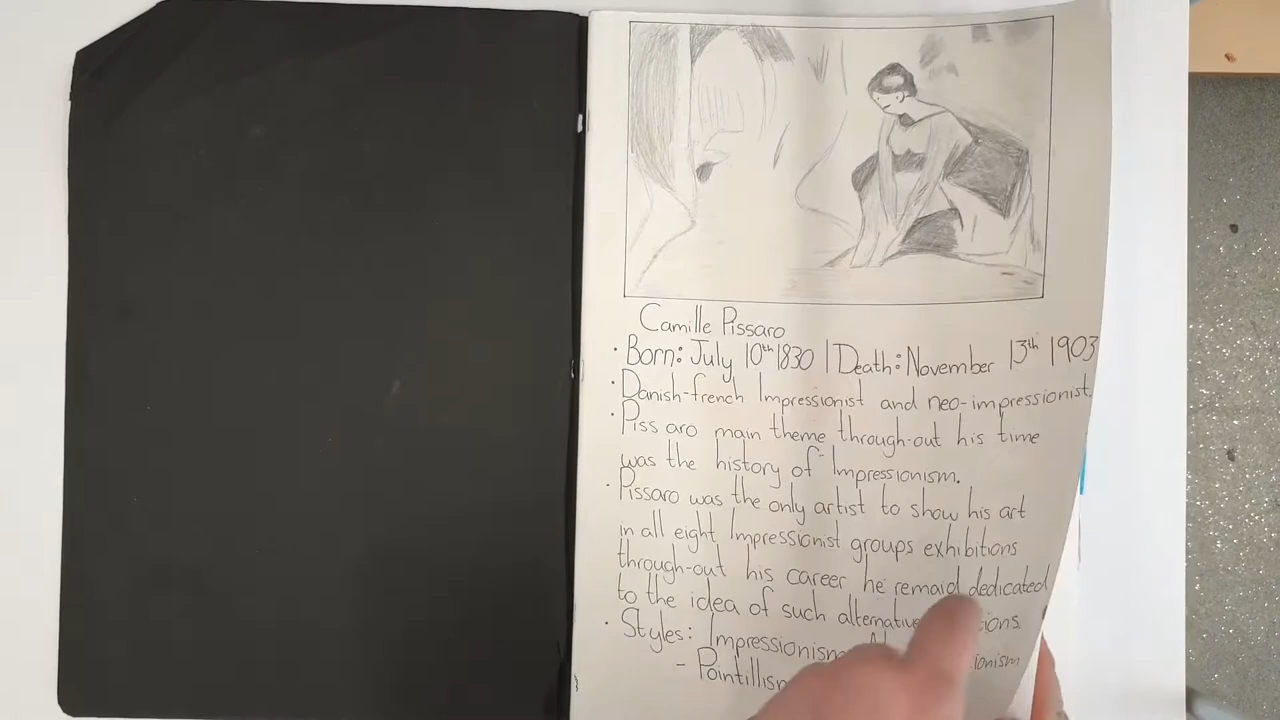 Camille Pissaro
· Born: July 10th 1830 | Death: November 13th 1903
· Danish-french Impressionist and neo-impressionist.
· Pissaro main theme through-out his time
was the history of Impressionism.
· Pissaro was the only artist to show his art
in all eight Impressionist groups exhibitions
through-out his career he remaid dedicated
to the idea of such alternative
· Styles: Impressionism
- Pointillism